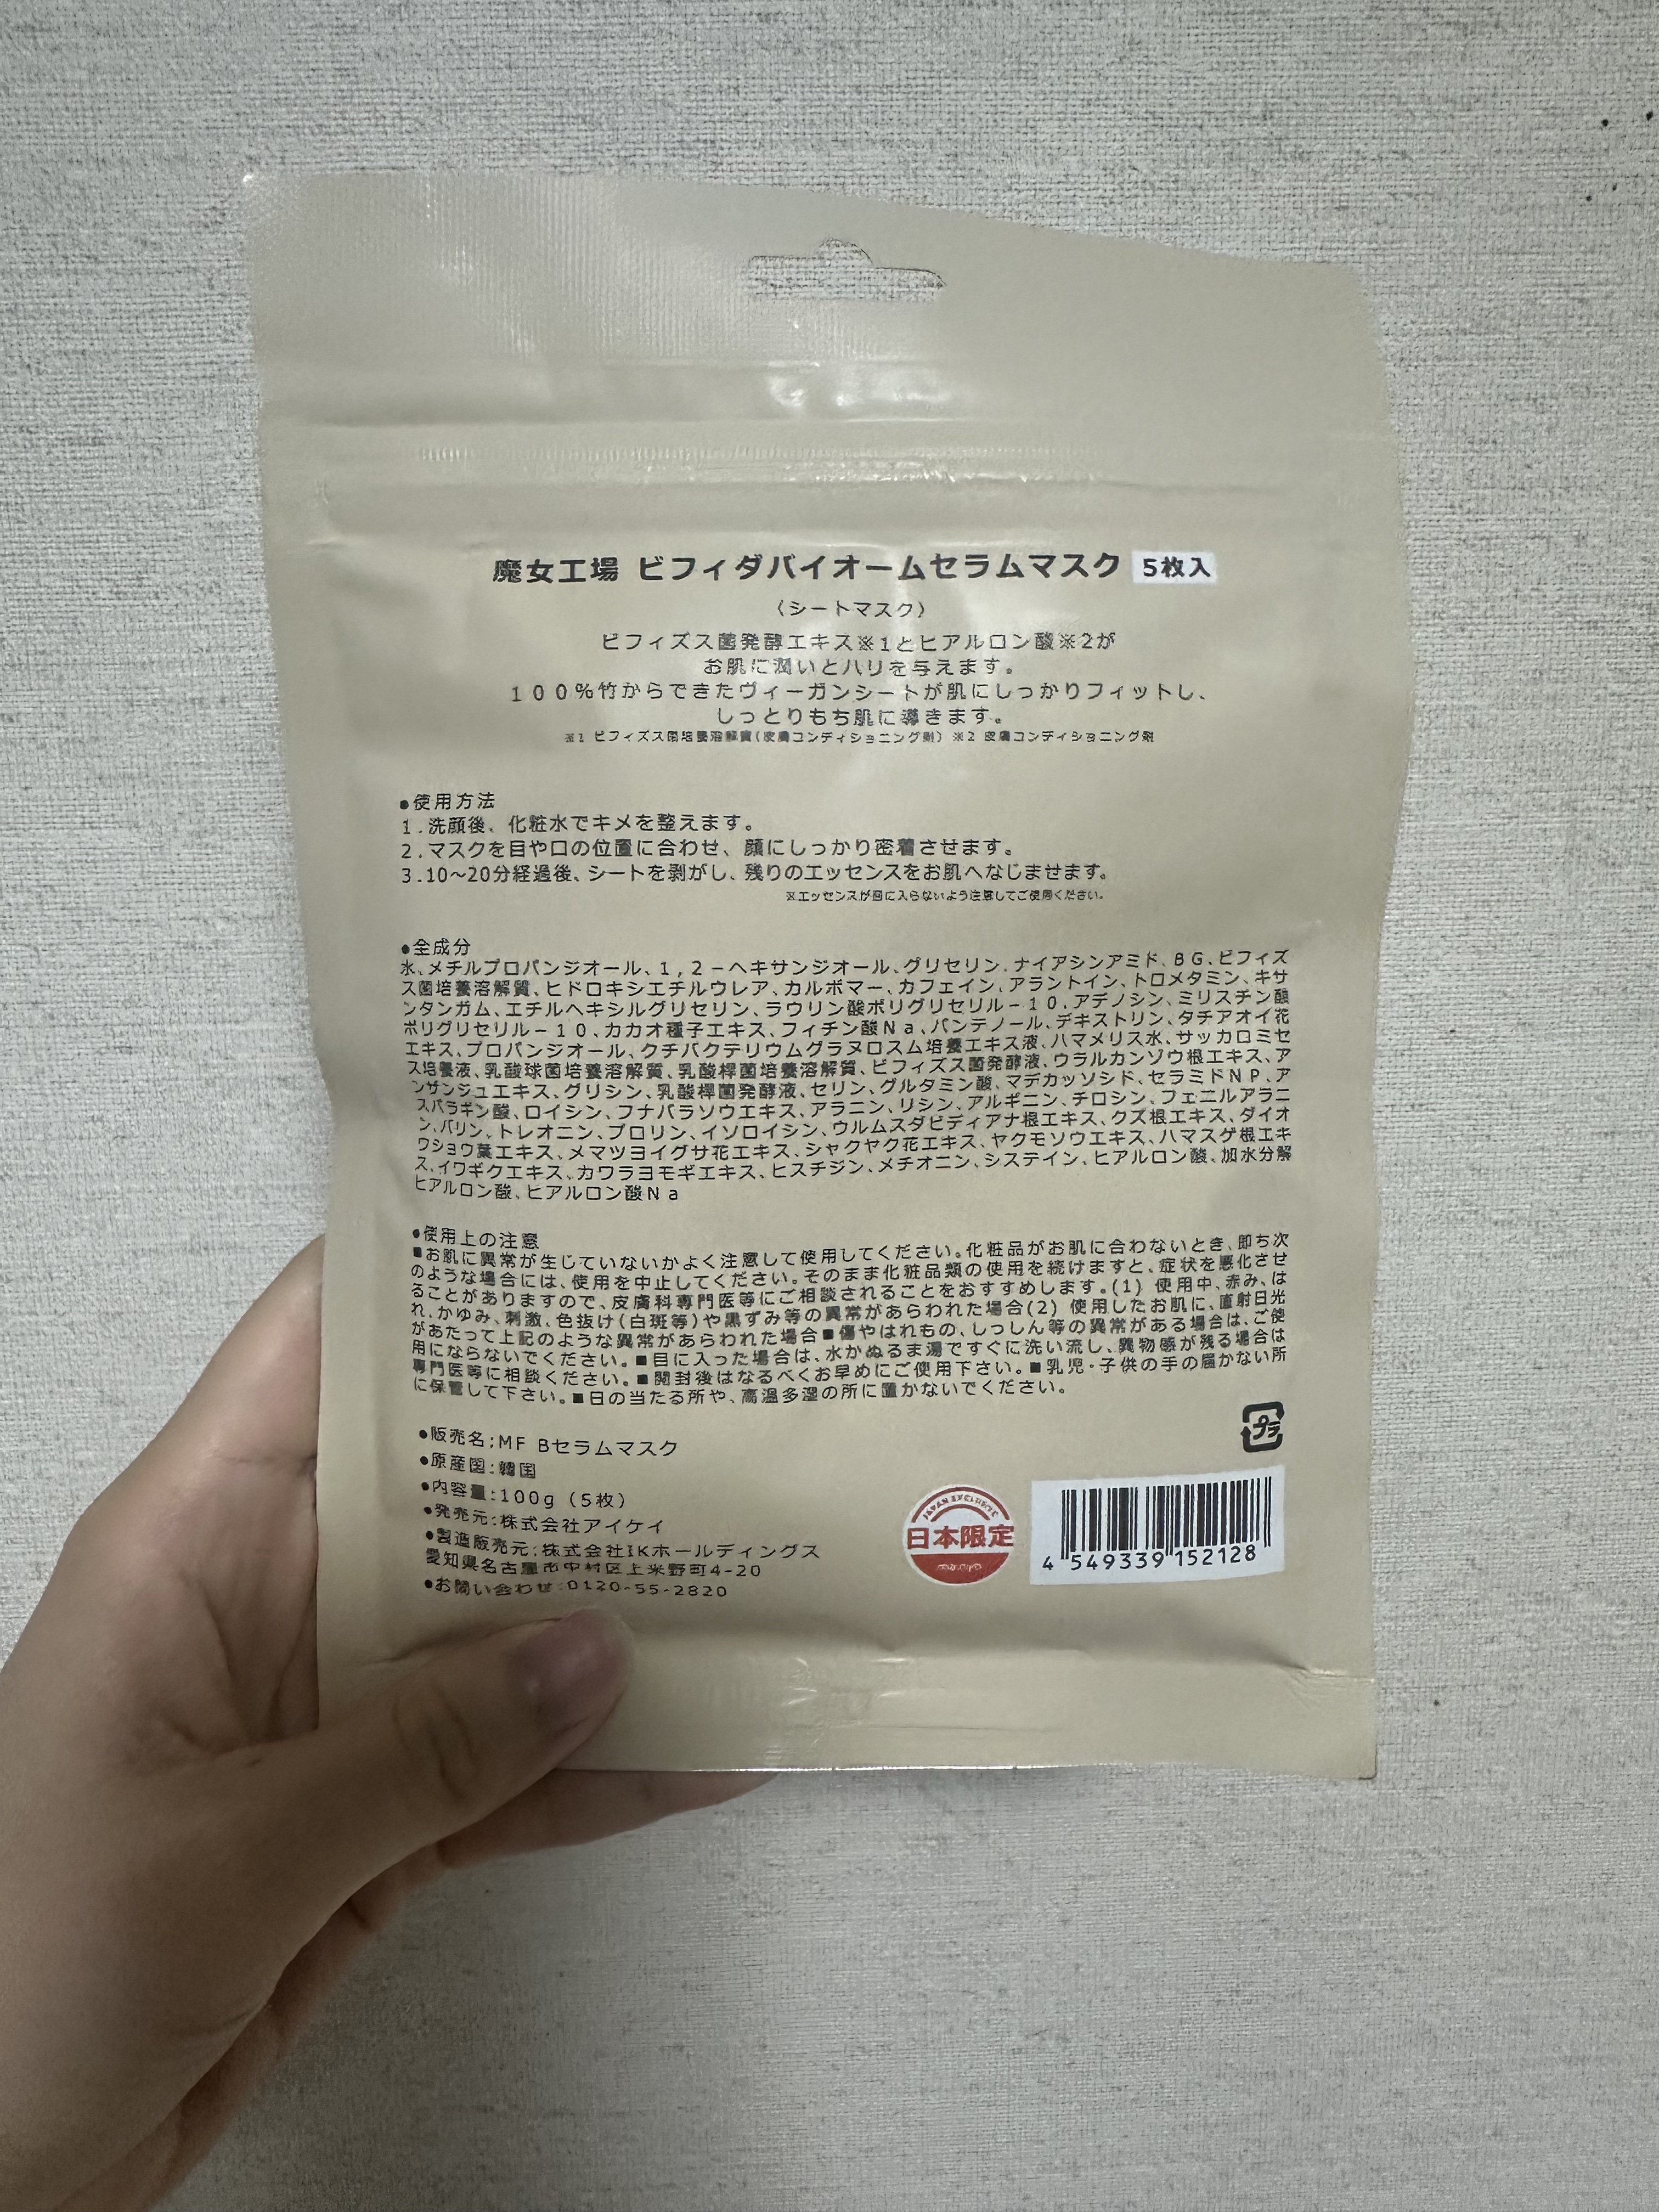 魔女工場 ビフィダバイオームセラムマスク 5枚入
〈シートマスク〉
ビフィズス菌発酵エキス※1とヒアルロン酸※2が
お肌に潤いとハリを与えます。
100%竹からできたヴィーガンシートが肌にしっかりフィットし、
しっとりもち肌に導きます。
※1 ビフィズス菌培養溶解質(皮膚コンディショニング剤) ※2 皮膚コンディショニング剤
●使用方法
1.洗顔後、化粧水でキメを整えます。
2.マスクを目や口の位置に合わせ、顔にしっかり密着させます。
3.10~20分経過後、シートを剥がし、残りのエッセンスをお肌へなじませます。
※エッセンスが目に入らないよう注意してご使用ください。
●全成分
水、メチルプロパンジオール、1,2-ヘキサンジオール、グリセリン、ナイアシンアミド、BG、ビフィズ
ス菌培養溶解質、ヒドロキシエチルウレア、カルボマー、カフェイン、アラントイン、トロメタミン、キサ
ンタンガム、エチルヘキシルグリセリン、ラウリン酸ポリグリセリル-10、アデノシン、ミリスチン酸
ポリグリセリル-10、カカオ種子エキス、フィチン酸Na、パンテノール、デキストリン、タチアオイ花
エキス、プロパンジオール、クチバクテリウムグラヌロスム培養エキス液、ハマメリス水、サッカロミセ
ス培養液、乳酸球菌培養溶解質、乳酸桿菌培養溶解質、ビフィズス菌発酵液、ウラルカンゾウ根エキス、ア
ンサンジュエキス、グリシン、乳酸桿菌発酵液、セリン、グルタミン酸、マデカッソシド、セラミドNP、ア
スパラギン酸、ロイシン、フナバラソウエキス、アラニン、リシン、アルギニン、チロシン、フェニルアラニ
ン、バリン、トレオニン、プロリン、イソロイシン、ウルムスダビディアナ根エキス、クズ根エキス、ダイオ
ウショウ葉エキス、メマツヨイグサ花エキス、シャクヤク花エキス、ヤクモソウエキス、ハマスゲ根エキ
ス、イワギクエキス、カワラヨモギエキス、ヒスチジン、メチオニン、システイン、ヒアルロン酸、加水分解
ヒアルロン酸、ヒアルロン酸Na
●使用上の注意
■お肌に異常が生じていないかよく注意して使用してください。化粧品がお肌に合わないとき、即ち次
のような場合には、使用を中止してください。そのまま化粧品類の使用を続けますと、症状を悪化させ
ることがありますので、皮膚科専門医等にご相談されることをおすすめします。(1) 使用中、赤み、は
れ、かゆみ、刺激、色抜け(白斑等)や黒ずみ等の異常があらわれた場合(2) 使用したお肌に、直射日光
があたって上記のような異常があらわれた場合■傷やはれもの、しっしん等の異常がある場合は、ご使
用にならないでください。■目に入った場合は、水かぬるま湯ですぐに洗い流し、異物感が残る場合は
専門医等に相談ください。■開封後はなるべくお早めにご使用下さい。■乳児・子供の手の届かない所
に保管して下さい。■日の当たる所や、高温多湿の所に置かないでください。
プラ
●販売名:MF Bセラムマスク
●原産国:韓国
●内容量:100g (5枚)
●発売元:株式会社アイケイ
●製造販売元:株式会社IKホールディングス
愛知県名古屋市中村区上米野町4-20
●お問い合わせ:0120-55-2820
JAPAN EXCLUSIVE
日本限定
4 549339 152128